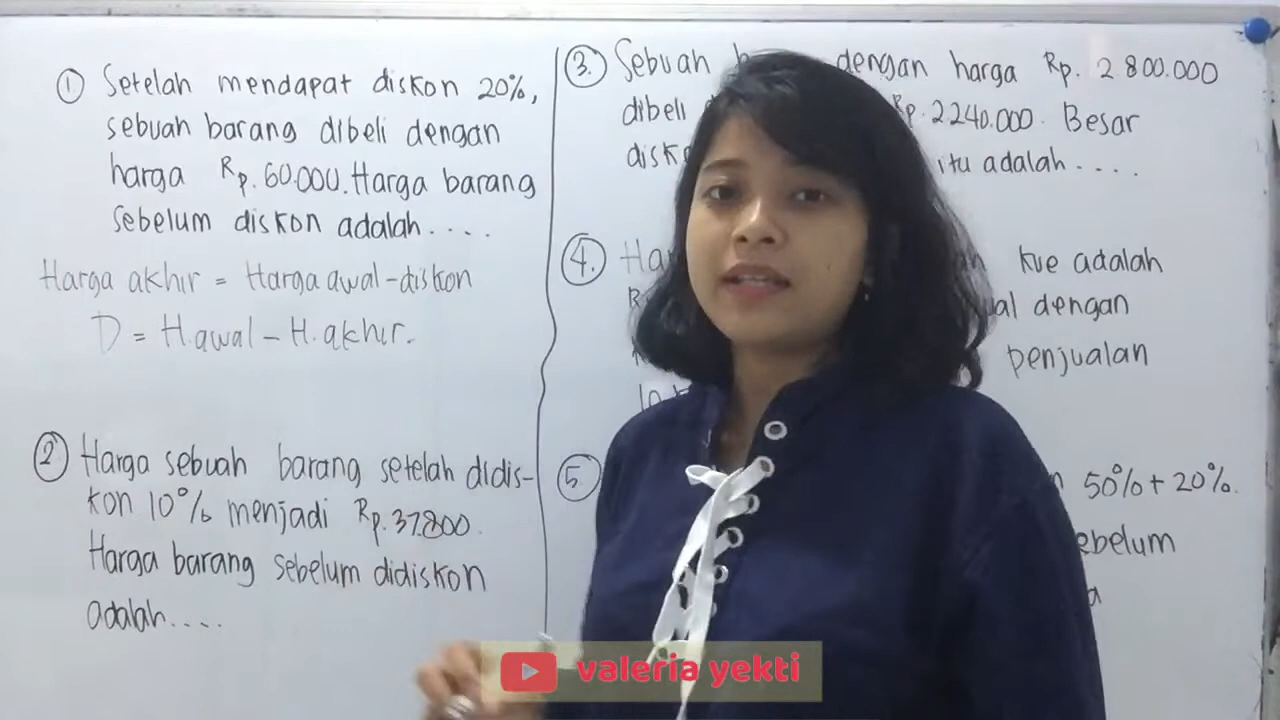 ① Setelah mendapat diskon 20%,
sebuah barang dibeli dengan
harga Rp. 60.000. Harga barang
sebelum diskon adalah ....
Harga akhir = Harga awal - diskon
D = H.awal - H.akhir.
② Harga sebuah barang setelah didis-
kon 10% menjadi Rp. 37.800.
Harga barang sebelum didiskon
adalah ....
③ Sebuah dengan harga Rp. 2 800.000
dibeli Rp. 2240.000. Besar
itu adalah ....
④ kue adalah
dengan
penjualan
⑤ 50% + 20%.
valeria yekti